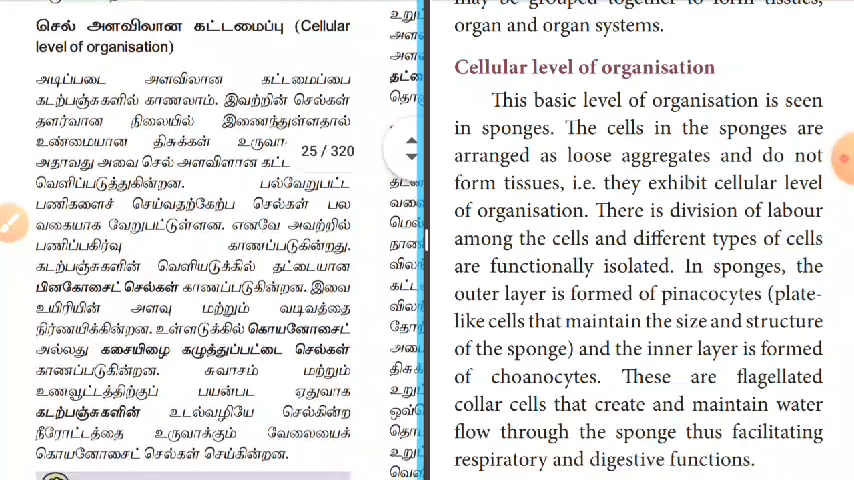 செல் அளவிலான கட்டமைப்பு (Cellular
level of organisation)
அடிப்படை அளவிலான கட்டமைப்பை
கடற்பஞ்சுகளில் காணலாம். இவற்றின் செல்கள்
தளர்வான நிலையில் இணைந்துள்ளதால்
உண்மையான திசுக்கள் உருவா
அதாவது அவை செல் அளவிளான கட்ட
வெளிப்படுத்துகின்றன. பல்வேறுபட்ட
பணிகளைச் செய்வதற்கேற்ப செல்கள் பல
வகையாக வேறுபட்டுள்ளன. எனவே அவற்றில்
பணிப்பகிர்வு காணப்படுகின்றது.
கடற்பஞ்சுகளின் வெளியடுக்கில் தட்டையான
பினகோசைட் செல்கள் காணப்படுகின்றன. இவை
உயிரியின் அளவு மற்றும் வடிவத்தை
நிர்ணயிக்கின்றன. உள்ளடுக்கில் கொயனோசைட்
அல்லது கசையிழை கழுத்துப்பட்டை செல்கள்
காணப்படுகின்றன. சுவாசம் மற்றும்
உணவூட்டத்திற்குப் பயன்பட ஏதுவாக
கடற்பஞ்சுகளின் உடல்வழியே செல்கின்ற
நீரோட்டத்தை உருவாக்கும் வேலையைக்
கொயனோசைட் செல்கள் செய்கின்றன.
25 / 320
may be grouped together to form tissues,
organ and organ systems.
Cellular level of organisation
This basic level of organisation is seen
in sponges. The cells in the sponges are
arranged as loose aggregates and do not
form tissues, i.e. they exhibit cellular level
of organisation. There is division of labour
among the cells and different types of cells
are functionally isolated. In sponges, the
outer layer is formed of pinacocytes (plate-
like cells that maintain the size and structure
of the sponge) and the inner layer is formed
of choanocytes. These are flagellated
collar cells that create and maintain water
flow through the sponge thus facilitating
respiratory and digestive functions.